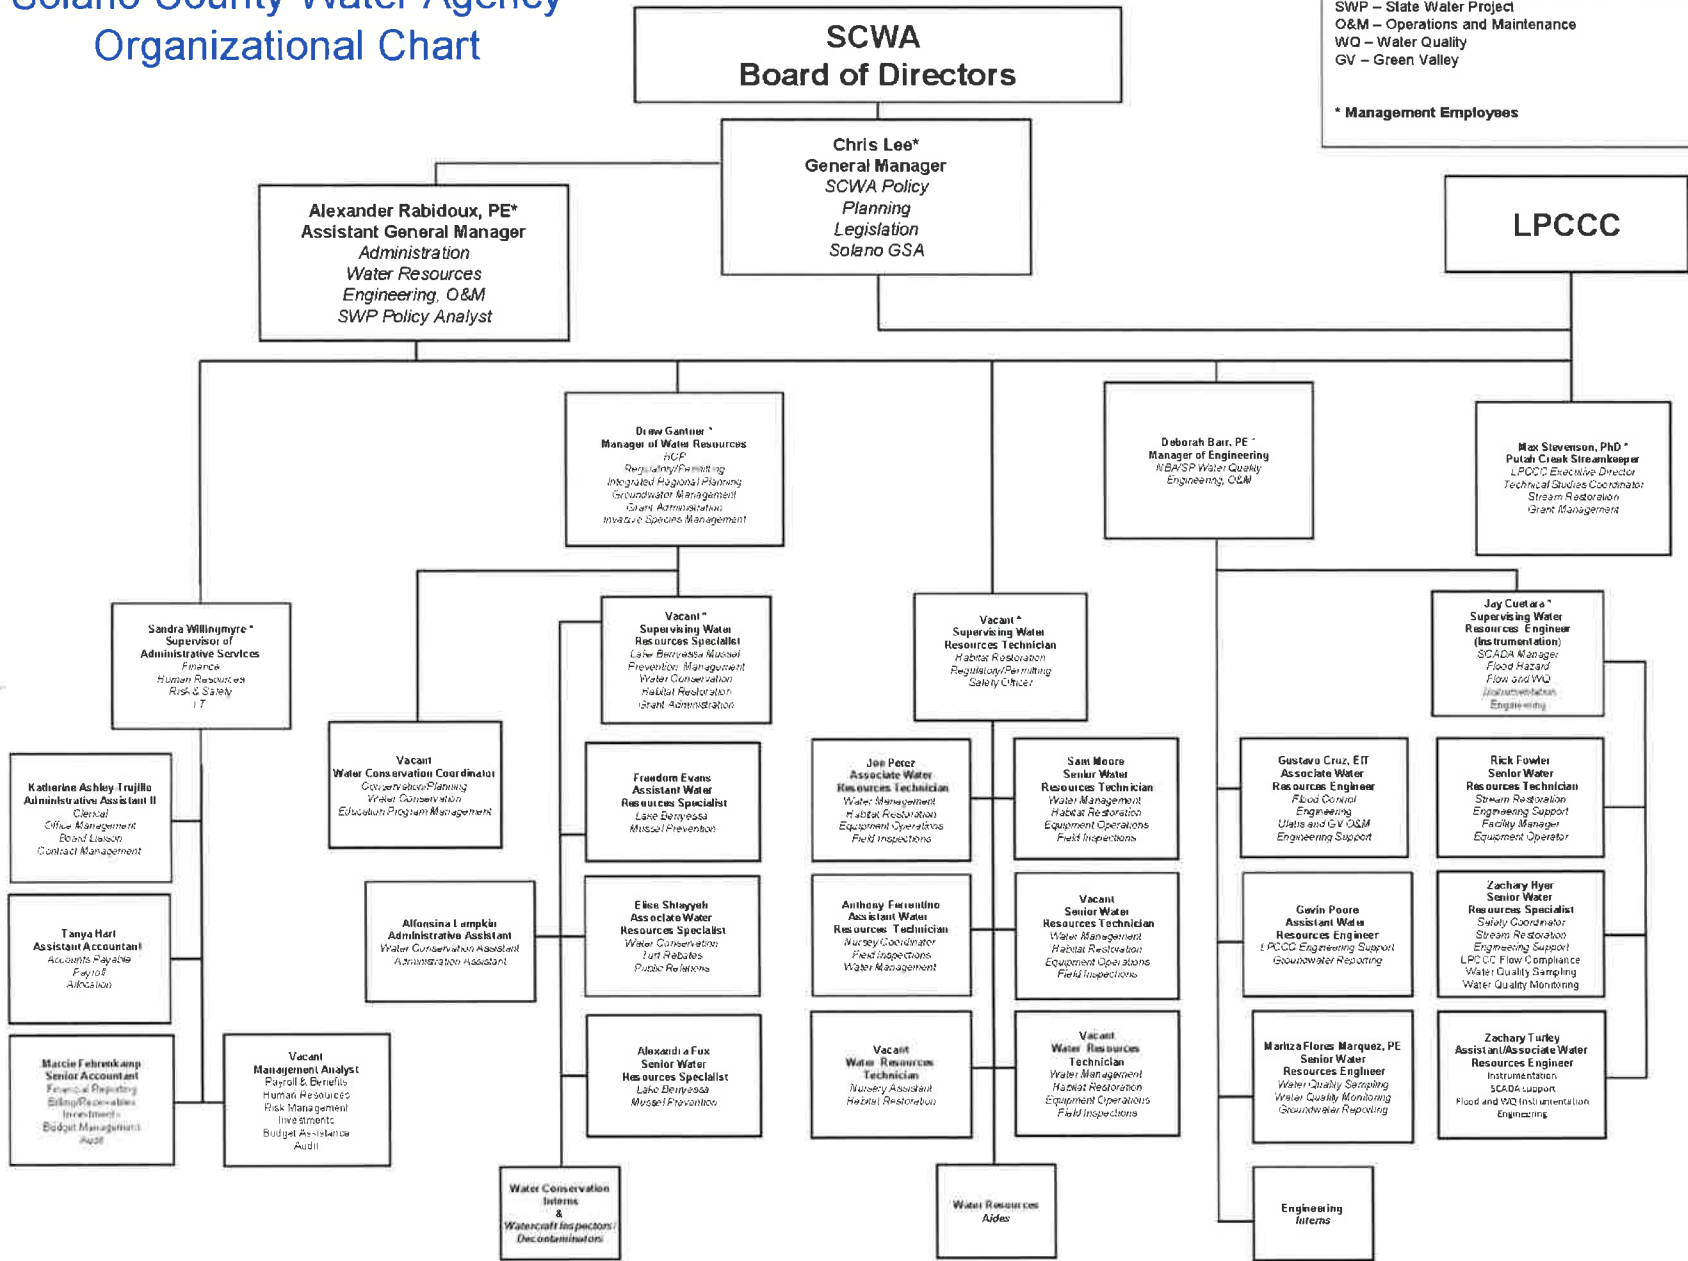 Solano County Water Agency
Organizational Chart
SWP – State Water Project
O&M – Operations and Maintenance
WQ – Water Quality
GV – Green Valley
* Management Employees
SCWA
Board of Directors
Chris Lee*
General Manager
SCWA Policy
Planning
Legislation
Solano GSA
Alexander Rabidoux, PE*
Assistant General Manager
Administration
Water Resources
Engineering, O&M
SWP Policy Analyst
LPCCC
Drew Gantner *
Manager of Water Resources
HCP
Regulatory/Permitting
Integrated Regional Planning
Groundwater Management
Grant Administration
Invasive Species Management
Deborah Barr, PE *
Manager of Engineering
NBA/SP Water Quality
Engineering, O&M
Max Stevenson, PhD *
Putah Creek Streamkeeper
LPCCC Executive Director
Technical Studies Coordinator
Stream Restoration
Grant Management
Sandra Willingmyre *
Supervisor of
Administrative Services
Finance
Human Resources
Risk & Safety
I.T
Vacant *
Supervising Water
Resources Specialist
Lake Berryessa Mussel
Prevention Management
Water Conservation
Habitat Restoration
Grant Administration
Vacant *
Supervising Water
Resources Technician
Habitat Restoration
Regulatory/Permitting
Safety Officer
Jay Cuetara *
Supervising Water
Resources Engineer
(Instrumentation)
SCADA Manager
Flood Hazard
Flow and WQ
Instrumentation
Engineering
Katherine Ashley-Trujillo
Administrative Assistant II
Clerical
Office Management
Board Liaison
Contract Management
Vacant
Water Conservation Coordinator
Conservation Planning
Water Conservation
Education Program Management
Freedom Evans
Assistant Water
Resources Specialist
Lake Berryessa
Mussel Prevention
Joe Perez
Associate Water
Resources Technician
Water Management
Habitat Restoration
Equipment Operations
Field Inspections
Sam Moore
Senior Water
Resources Technician
Water Management
Habitat Restoration
Equipment Operations
Field Inspections
Gustavo Cruz, EIT
Associate Water
Resources Engineer
Flood Control
Engineering
Ulatis and GV O&M
Engineering Support
Rick Fowler
Senior Water
Resources Technician
Stream Restoration
Engineering Support
Facility Manager
Equipment Operator
Tanya Hart
Assistant Accountant
Accounts Payable
Payroll
Allocation
Alfonsina Lampkin
Administrative Assistant
Water Conservation Assistant
Administration Assistant
Elise Shtayyeh
Associate Water
Resources Specialist
Water Conservation
Turf Rebates
Public Relations
Anthony Ferrentino
Assistant Water
Resources Technician
Nursey Coordinator
Field Inspections
Water Management
Vacant
Senior Water
Resources Technician
Water Management
Habitat Restoration
Equipment Operations
Field Inspections
Gavin Poore
Assistant Water
Resources Engineer
LPCCC Engineering Support
Groundwater Reporting
Zachary Hyer
Senior Water
Resources Specialist
Safety Coordinator
Stream Restoration
Engineering Support
LPCCC Flow Compliance
Water Quality Sampling
Water Quality Monitoring
Marcie Fehrenkamp
Senior Accountant
Financial Reporting
Billing/Receivables
Investments
Budget Management
Audit
Vacant
Management Analyst
Payroll & Benefits
Human Resources
Risk Management
Investments
Budget Assistance
Audit
Alexandria Fox
Senior Water
Resources Specialist
Lake Berryessa
Mussel Prevention
Vacant
Water Resources
Technician
Nursery Assistant
Habitat Restoration
Vacant
Water Resources
Technician
Water Management
Habitat Restoration
Equipment Operations
Field Inspections
Maritza Flores Marquez, PE
Senior Water
Resources Engineer
Water Quality Sampling
Water Quality Monitoring
Groundwater Reporting
Zachary Turley
Assistant/Associate Water
Resources Engineer
Instrumentation
SCADA support
Flood and WQ Instrumentation
Engineering
Water Conservation
Interns
&
Watercraft Inspectors/
Decontaminators
Water Resources
Aides
Engineering
Interns